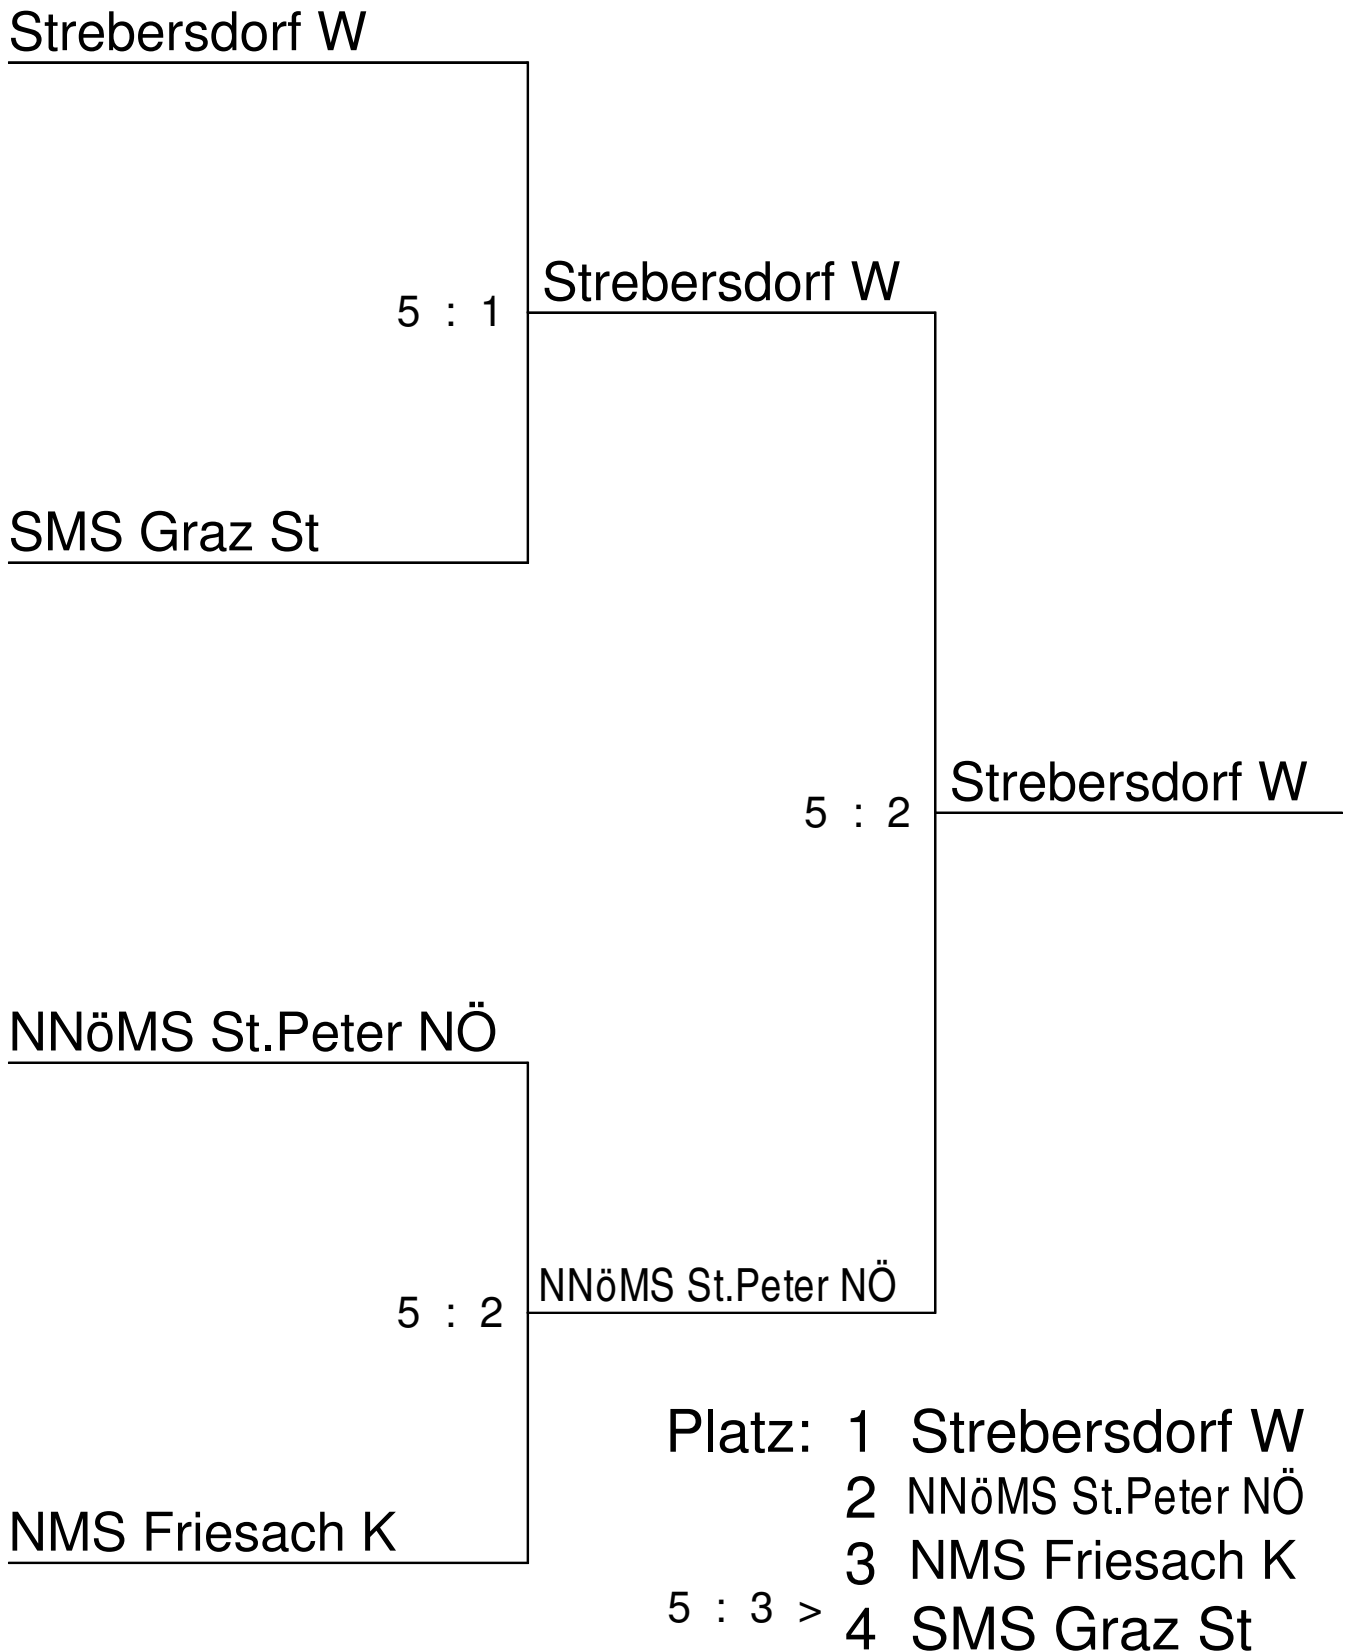 Strebersdorf W
5 : 1
Strebersdorf W
SMS Graz St
5 : 2
Strebersdorf W
NNöMS St.Peter NÖ
5 : 2
NNöMS St.Peter NÖ
NMS Friesach K
Platz: 1 Strebersdorf W
2 NNöMS St.Peter NÖ
3 NMS Friesach K
5 : 3 >
4 SMS Graz St